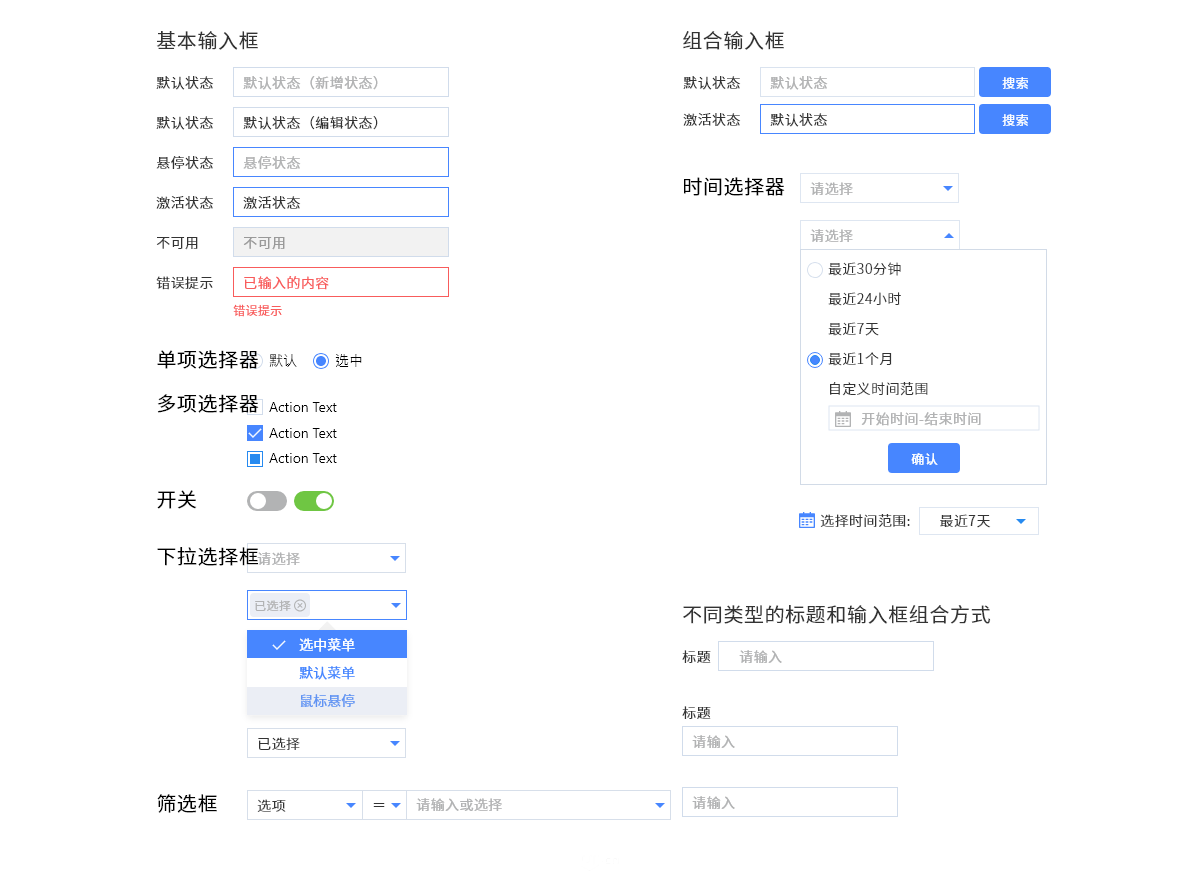 基本输入框
默认状态 默认状态（新增状态）
默认状态 默认状态（编辑状态）
悬停状态 悬停状态
激活状态 激活状态
不可用 不可用
错误提示 已输入的内容
错误提示
单项选择器 默认 选中
多项选择器 Action Text
Action Text
Action Text
开关
下拉选择框 请选择
已选择
选中菜单
默认菜单
鼠标悬停
已选择
筛选框 选项 = 请输入或选择
组合输入框
默认状态 默认状态 搜索
激活状态 默认状态 搜索
时间选择器 请选择
请选择
最近30分钟
最近24小时
最近7天
最近1个月
自定义时间范围
开始时间-结束时间
确认
选择时间范围: 最近7天
不同类型的标题和输入框组合方式
标题 请输入
标题
请输入
请输入